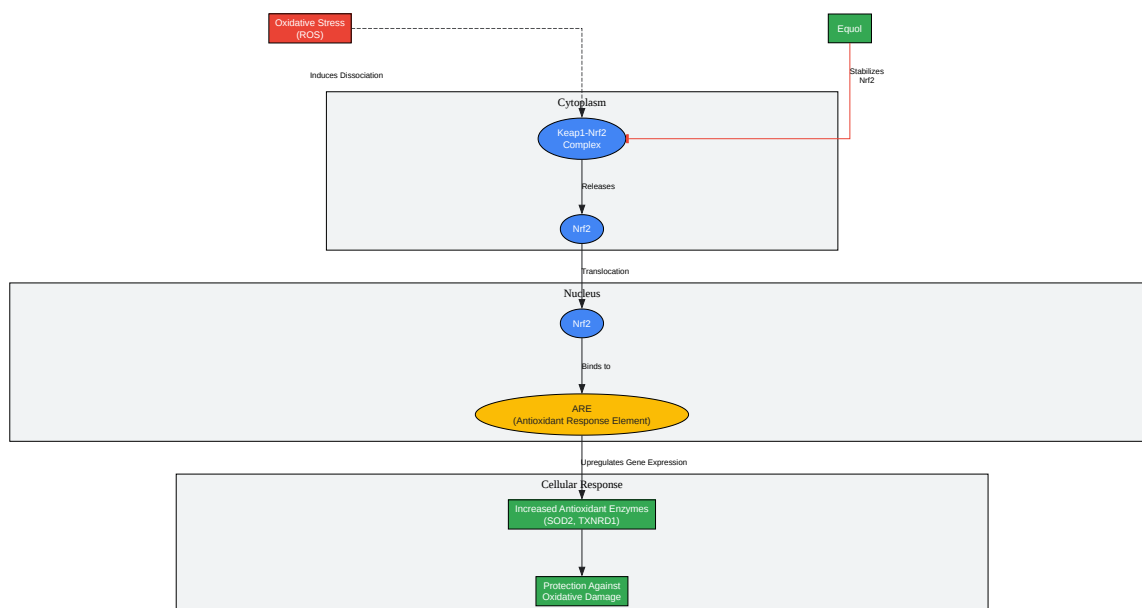 Oxidative Stress
(ROS)
Equol
Induces Dissociation
Stabilizes
Nrf2
Cytoplasm
Keap1-Nrf2
Complex
Releases
Nrf2
Translocation
Nucleus
Nrf2
Binds to
ARE
(Antioxidant Response Element)
Upregulates Gene Expression
Cellular Response
Increased Antioxidant Enzymes
(SOD2, TXNRD1)
Protection Against
Oxidative Damage